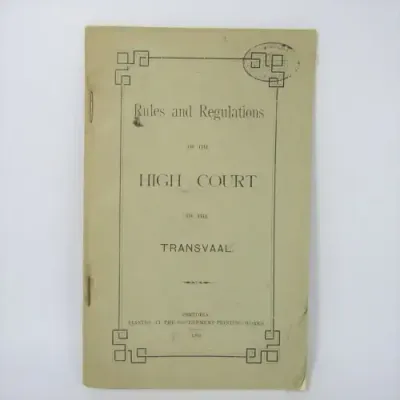 Rules and Regulations
OF THE
HIGH COURT
OF THE
TRANSVAAL.
PRETORIA:
PRINTED AT THE GOVERNMENT PRINTING WORKS.